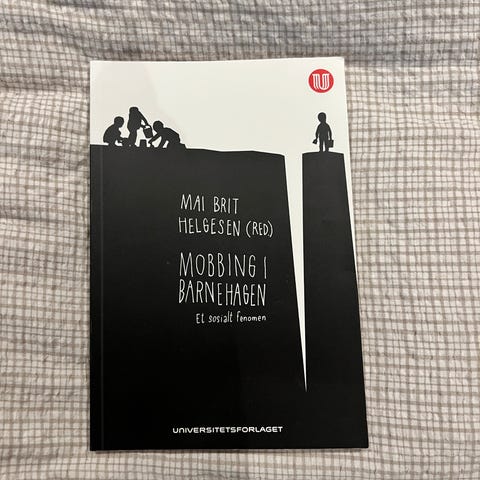 MAI BRIT
HELGESEN (RED.)
MOBBING I
BARNEHAGEN
Et sosialt fenomen
UNIVERSITETSFORLAGET